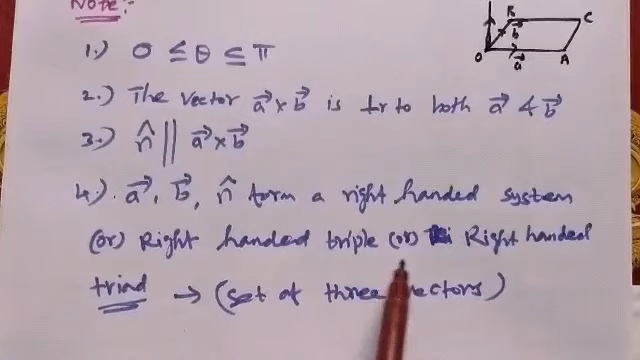 Note:-
B
C
b⃗
O
a⃗
A
1.) 0 ≤ θ ≤ π
2.) The vector a⃗ x b⃗ is ⊥r to both a⃗ & b⃗
3.) n̂ || a⃗ x b⃗
4.) a⃗, b⃗, n̂ form a right handed system
(or) Right handed triple (or) Right handed
triad → (set of three vectors)